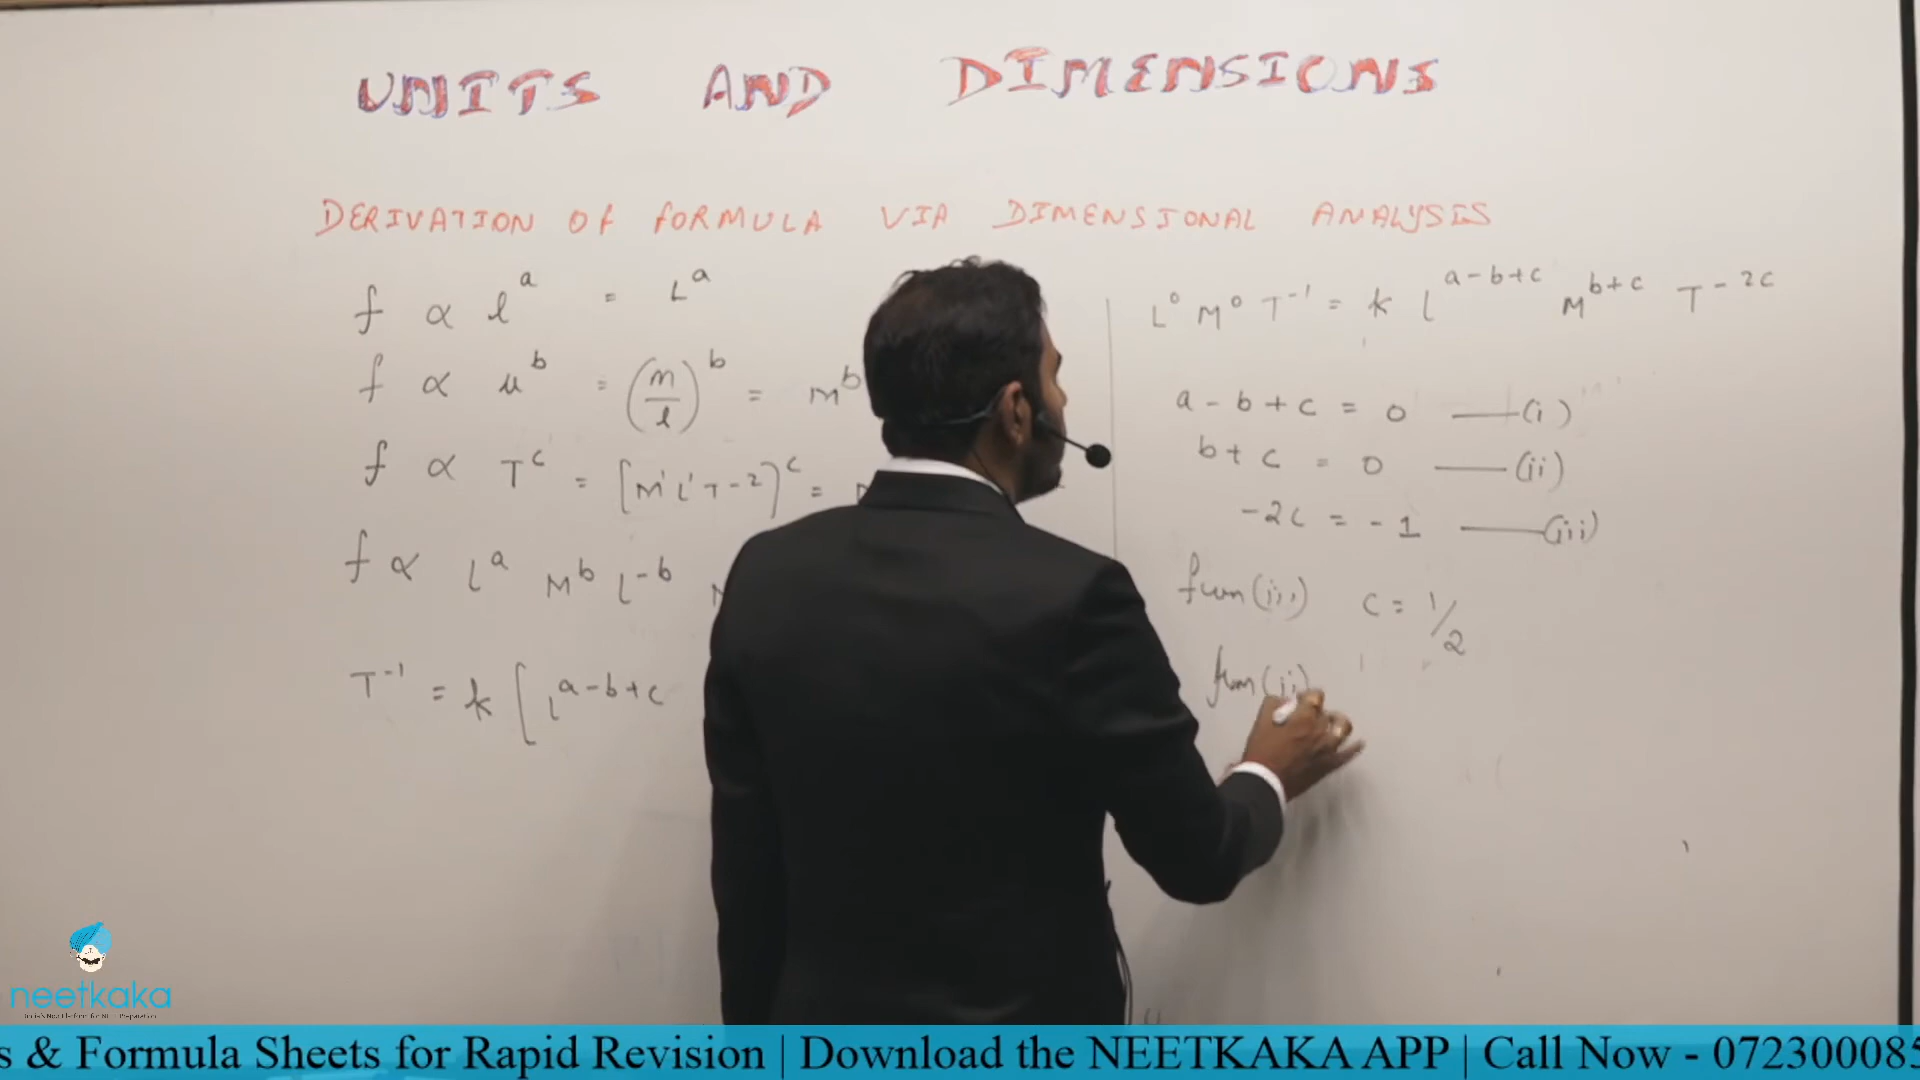 UNITS AND DIMENSIONS
DERIVATION OF FORMULA VIA DIMENSIONAL ANALYSIS
f ∝ l^a = L^a
f ∝ μ^b = (m/l)^b = M^b
f ∝ T^c = [M^1 L^1 T^-2]^c =
f ∝ L^a M^b L^-b
T^-1 = k [L^a-b+c
L^0 M^0 T^-1 = k L^a-b+c M^b+c T^-2c
a - b + c = 0 —(i)
b + c = 0 —(ii)
-2c = -1 —(iii)
from (iii) c = 1/2
from (ii)
neetkaka
s & Formula Sheets for Rapid Revision | Download the NEETKAKA APP | Call Now - 072300085